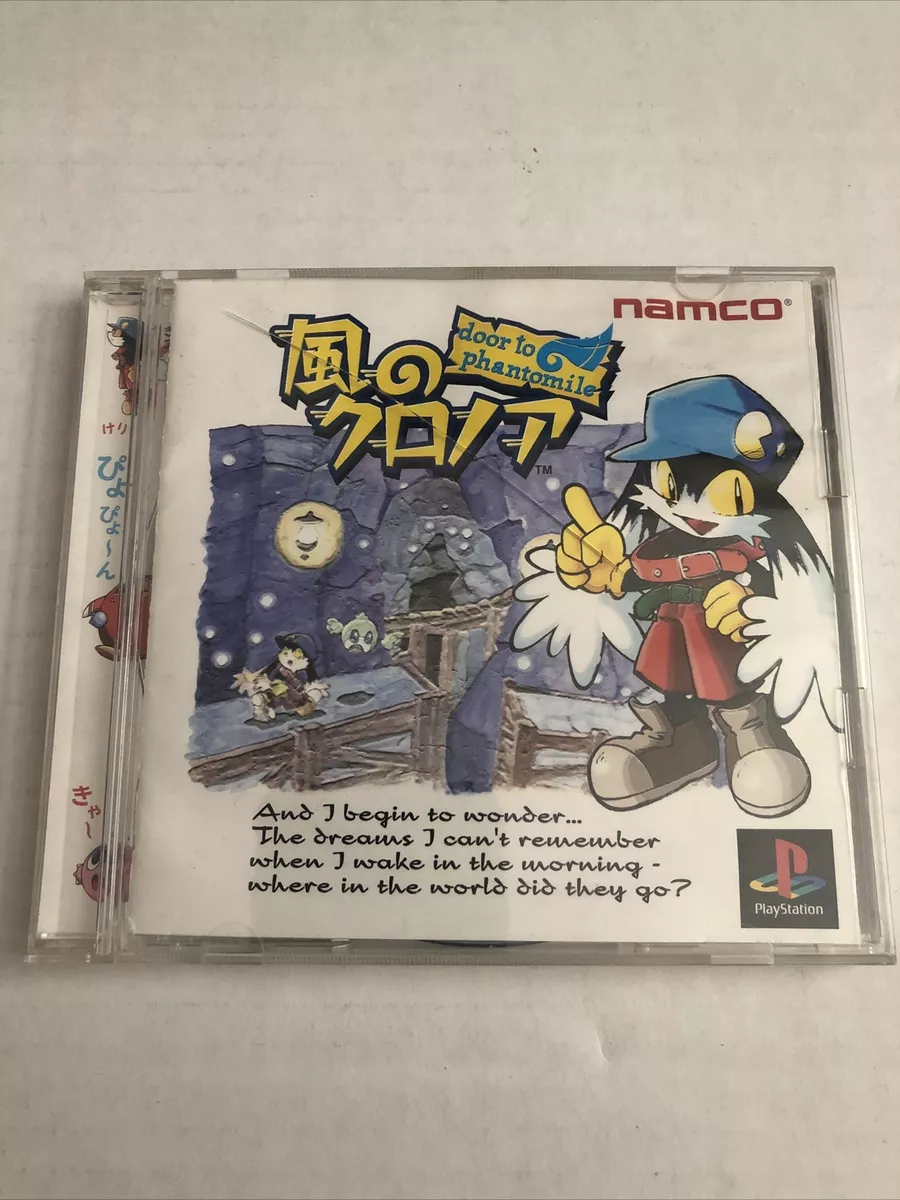 namco®
風の
クロノア
TM
door to
phantomile
けり
ぴょ
ぴょ〜ん
きゃ〜
And I begin to wonder...
The dreams I can't remember
when I wake in the morning -
where in the world did they go?
PlayStation